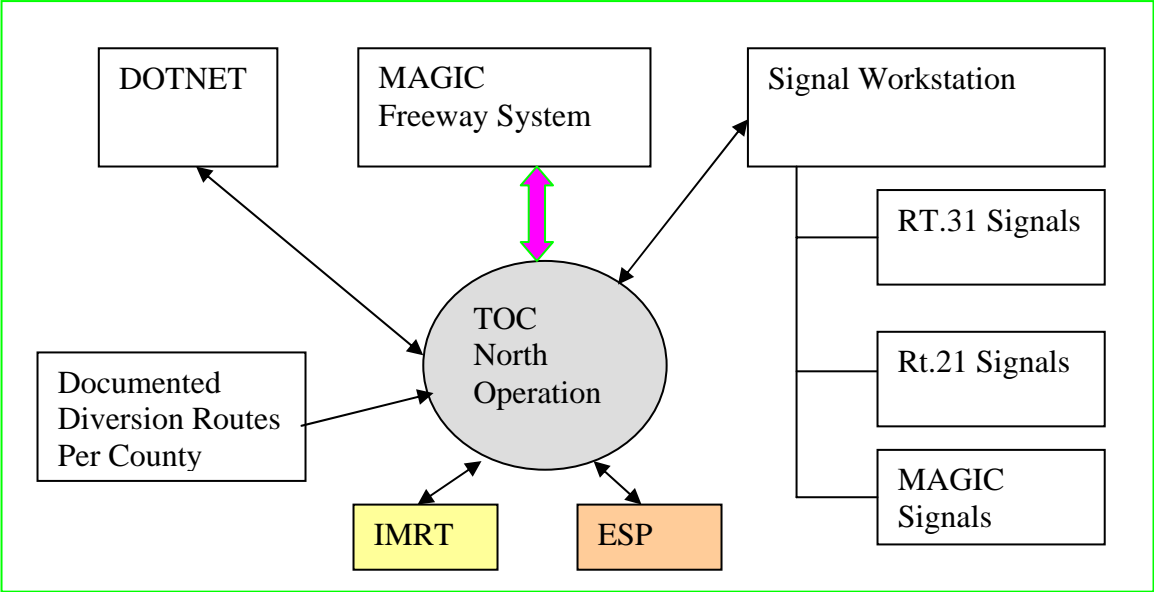 DOTNET
MAGIC
Freeway System
Signal Workstation
RT.31 Signals
TOC
North
Operation
Rt.21 Signals
Documented
Diversion Routes
Per County
MAGIC
Signals
IMRT
ESP